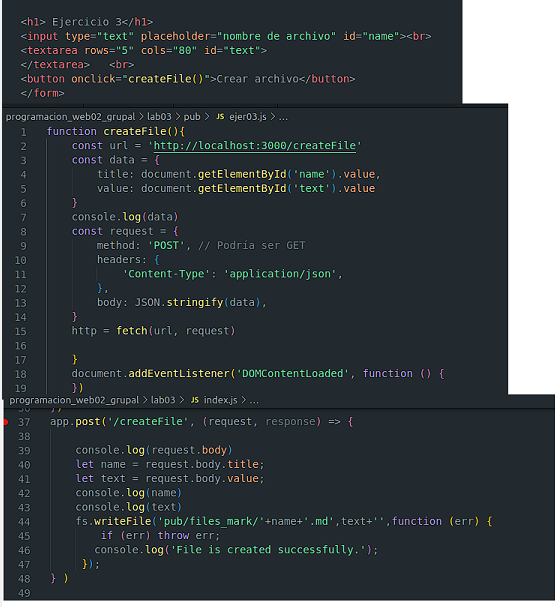 <h1> Ejercicio 3</h1>
<input type="text" placeholder="nombre de archivo" id="name"><br>
<textarea rows="5" cols="80" id="text">
</textarea>   <br>
<button onclick="createFile()">Crear archivo</button>
</form>
programacion_web02_grupal > lab03 > pub > JS ejer03.js > ...
1 function createFile(){
2     const url = 'http://localhost:3000/createFile'
3     const data = {
4         title: document.getElementById('name').value,
5         value: document.getElementById('text').value
6     }
7     console.log(data)
8     const request = {
9         method: 'POST', // Podría ser GET
10         headers: {
11             'Content-Type': 'application/json',
12         },
13         body: JSON.stringify(data),
14     }
15     http = fetch(url, request)
16
17     }
18     document.addEventListener('DOMContentLoaded', function () {
19     })
programacion_web02_grupal > lab03 > JS index.js > ...
36 })
37 app.post('/createFile', (request, response) => {
38
39     console.log(request.body)
40     let name = request.body.title;
41     let text = request.body.value;
42     console.log(name)
43     console.log(text)
44     fs.writeFile('pub/files_mark/'+name+'.md',text+'',function (err) {
45         if (err) throw err;
46        console.log('File is created successfully.');
47      });
48 } )
49